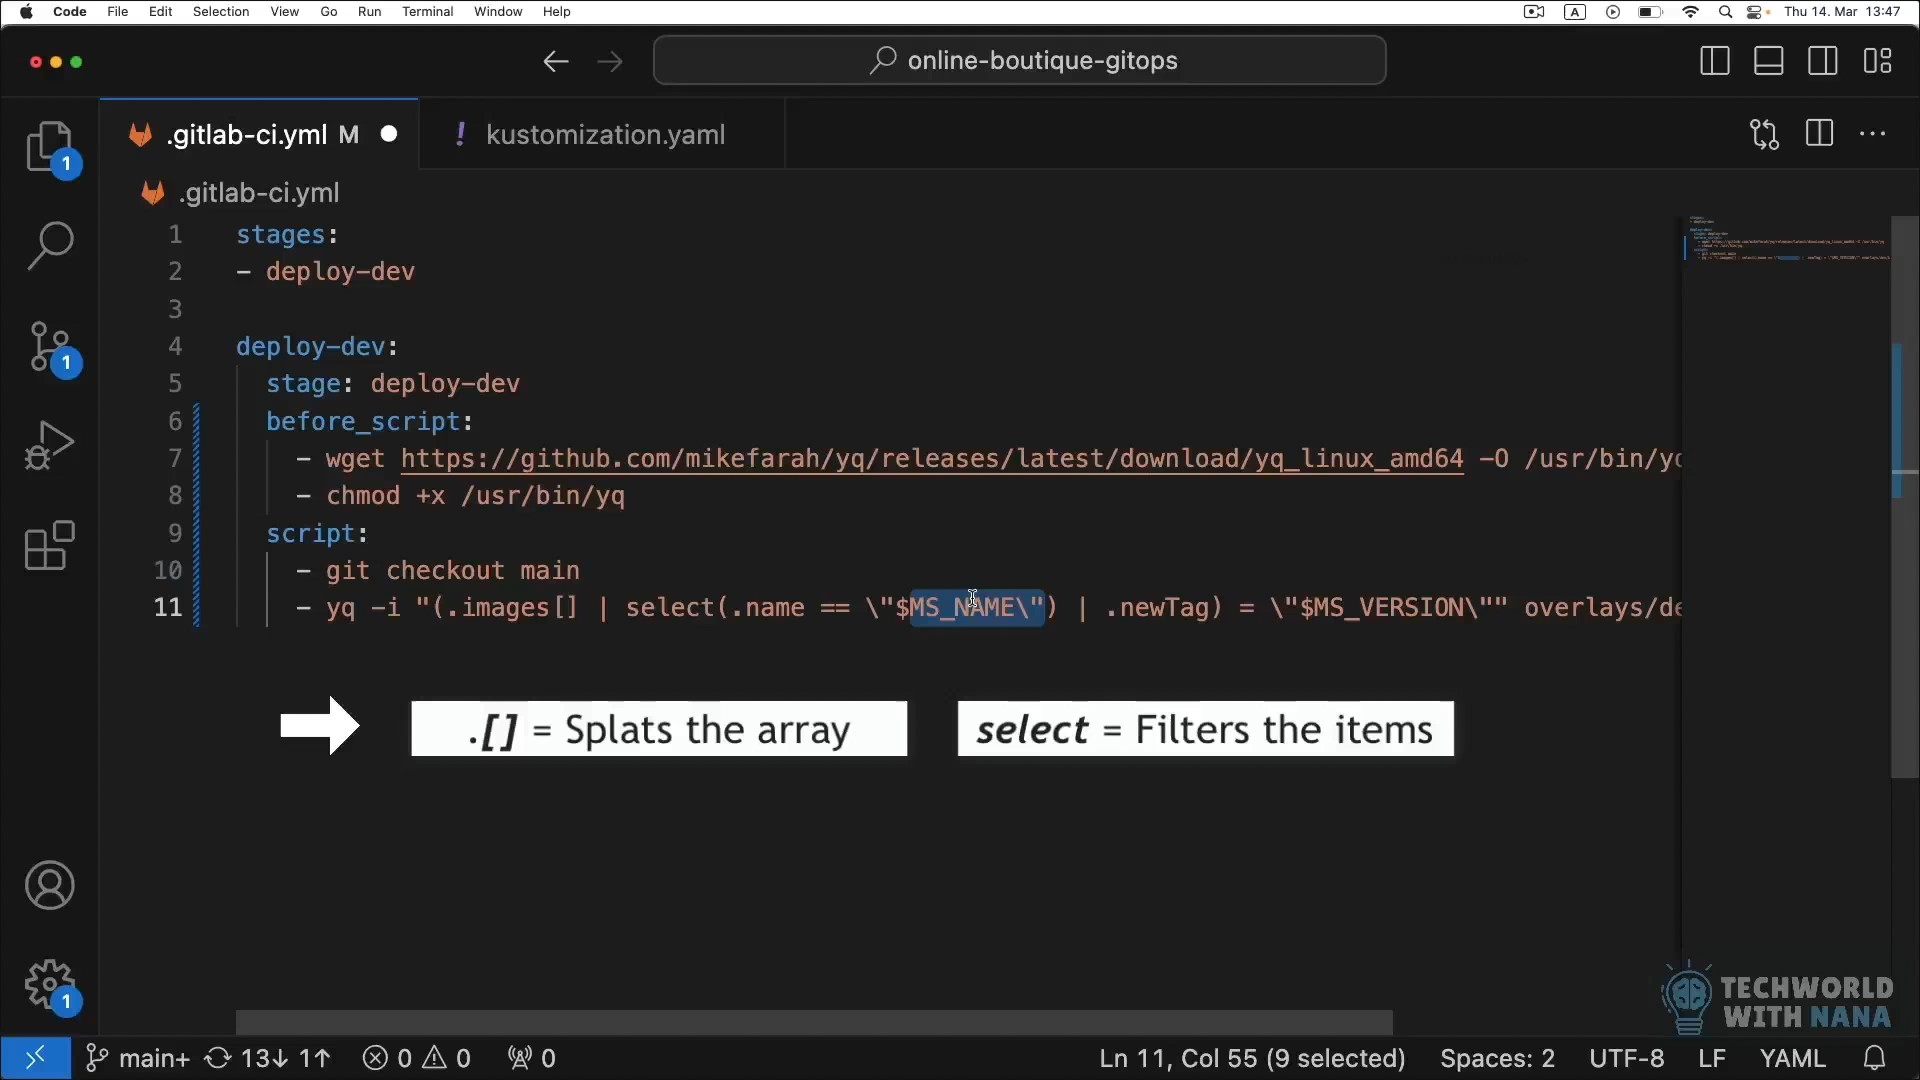 Code File Edit Selection View Go Run Terminal Window Help A Thu 14. Mar 13:47
online-boutique-gitops
.gitlab-ci.yml M ! kustomization.yaml
.gitlab-ci.yml
1 stages:
2 - deploy-dev
3
4 deploy-dev:
5 stage: deploy-dev
6 before_script:
7 - wget https://github.com/mikefarah/yq/releases/latest/download/yq_linux_amd64 -O /usr/bin/yq
8 - chmod +x /usr/bin/yq
9 script:
10 - git checkout main
11 - yq -i "(.images[] | select(.name == \"$MS_NAME\") | .newTag) = \"$MS_VERSION\"" overlays/de
.[] = Splats the array
select = Filters the items
1
1
1
TECHWORLD
WITH NANA
main+ 13↓ 1↑ 0 0 0 Ln 11, Col 55 (9 selected) Spaces: 2 UTF-8 LF YAML